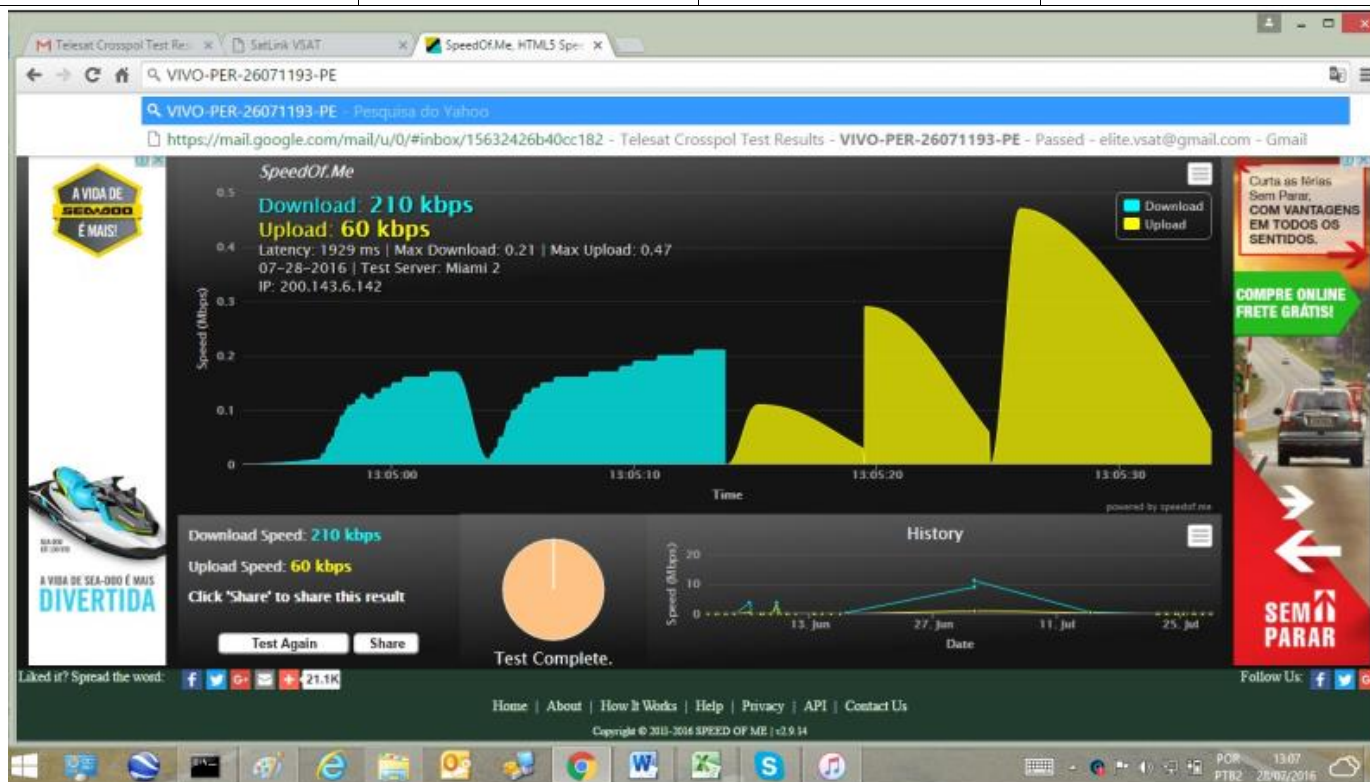 Telesat Crosspol Test Re
SatLink VSAT
SpeedOf.Me, HTML5 Spe
VIVO-PER-26071193-PE
VIVO-PER-26071193-PE - Pesquisa do Yahoo
https://mail.google.com/mail/u/0/#inbox/15632426b40cc182 - Telesat Crosspol Test Results - VIVO-PER-26071193-PE - Passed - elite.vsat@gmail.com - Gmail
A VIDA DE
SEA-DOO
É MAIS!
A VIDA DE SEA-DOO É MAIS
DIVERTIDA
SpeedOf.Me
Download: 210 kbps
Upload: 60 kbps
Latency: 1929 ms | Max Download: 0.21 | Max Upload: 0.47
07-28-2016 | Test Server: Miami 2
IP: 200.143.6.142
Download
Upload
Speed (Mbps)
0.5
0.4
0.3
0.2
0.1
0
13:05:00
13:05:10
13:05:20
13:05:30
Time
powered by speedof.me
Download Speed: 210 kbps
Upload Speed: 60 kbps
Click 'Share' to share this result
Test Again
Share
Test Complete.
History
Speed (Mbps)
20
10
0
13. Jun
27. Jun
11. Jul
25. Jul
Date
Curta as férias
Sem Parar,
COM VANTAGENS
EM TODOS OS
SENTIDOS.
COMPRE ONLINE
FRETE GRÁTIS!
SEM
PARAR
Liked it? Spread the word:
21.1K
Follow Us:
Home | About | How It Works | Help | Privacy | API | Contact Us
Copyright © 2011-2016 SPEED OF ME | v2.9.14
POR
PTB2
13:07
28/07/2016